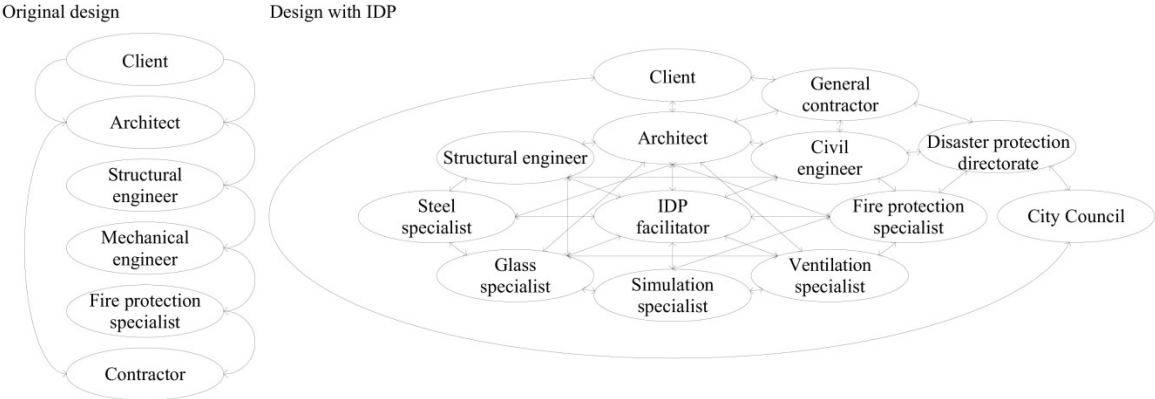 Original design
Client
Architect
Structural
engineer
Mechanical
engineer
Fire protection
specialist
Contractor
Design with IDP
Client
General
contractor
Architect
Structural engineer
Civil
engineer
Disaster protection
directorate
Steel
specialist
IDP
facilitator
Fire protection
specialist
City Council
Glass
specialist
Simulation
specialist
Ventilation
specialist